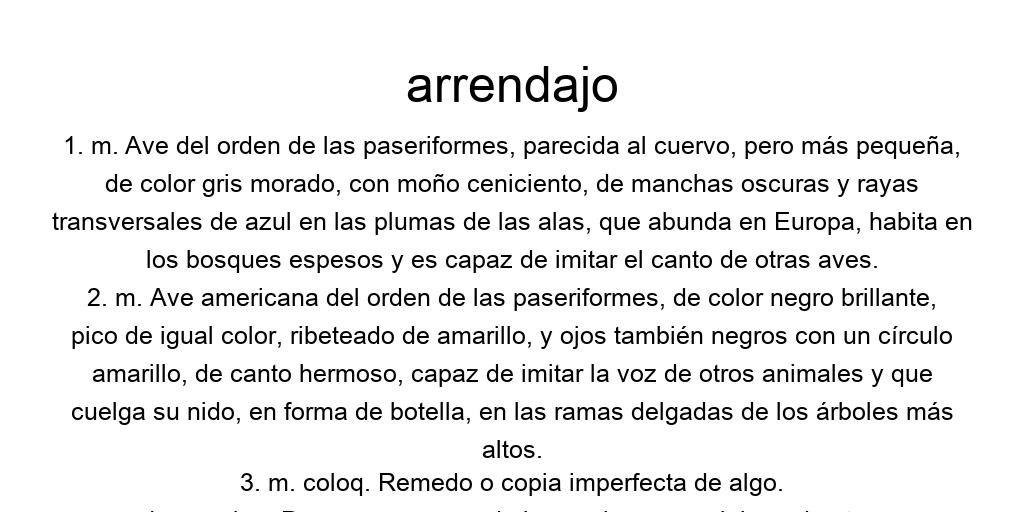 arrendajo
1. m. Ave del orden de las paseriformes, parecida al cuervo, pero más pequeña,
de color gris morado, con moño ceniciento, de manchas oscuras y rayas
transversales de azul en las plumas de las alas, que abunda en Europa, habita en
los bosques espesos y es capaz de imitar el canto de otras aves.
2. m. Ave americana del orden de las paseriformes, de color negro brillante,
pico de igual color, ribeteado de amarillo, y ojos también negros con un círculo
amarillo, de canto hermoso, capaz de imitar la voz de otros animales y que
cuelga su nido, en forma de botella, en las ramas delgadas de los árboles más
altos.
3. m. coloq. Remedo o copia imperfecta de algo.